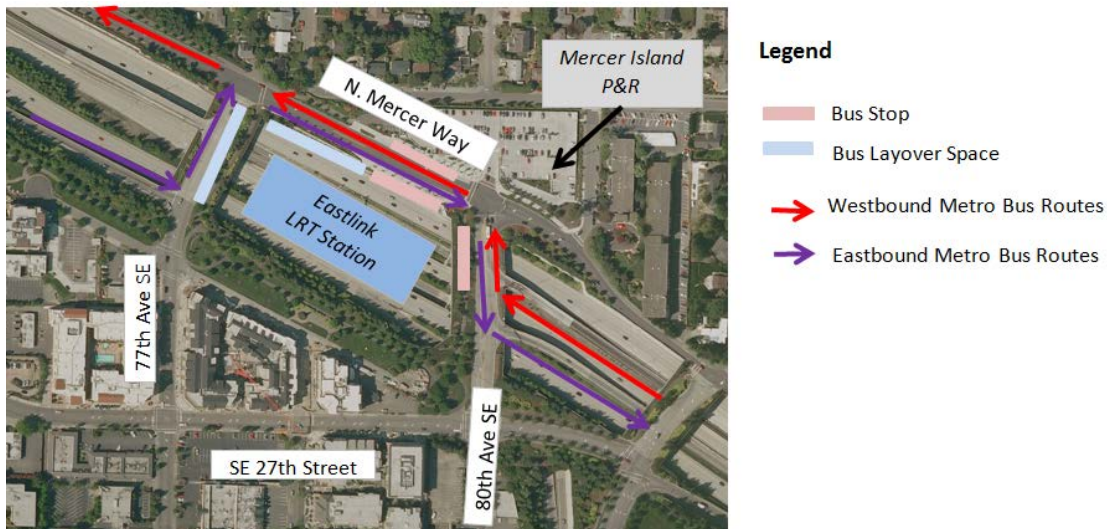 Mercer Island
P&R
N. Mercer Way
Eastlink
LRT Station
77th Ave SE
80th Ave SE
SE 27th Street
Legend
Bus Stop
Bus Layover Space
Westbound Metro Bus Routes
Eastbound Metro Bus Routes